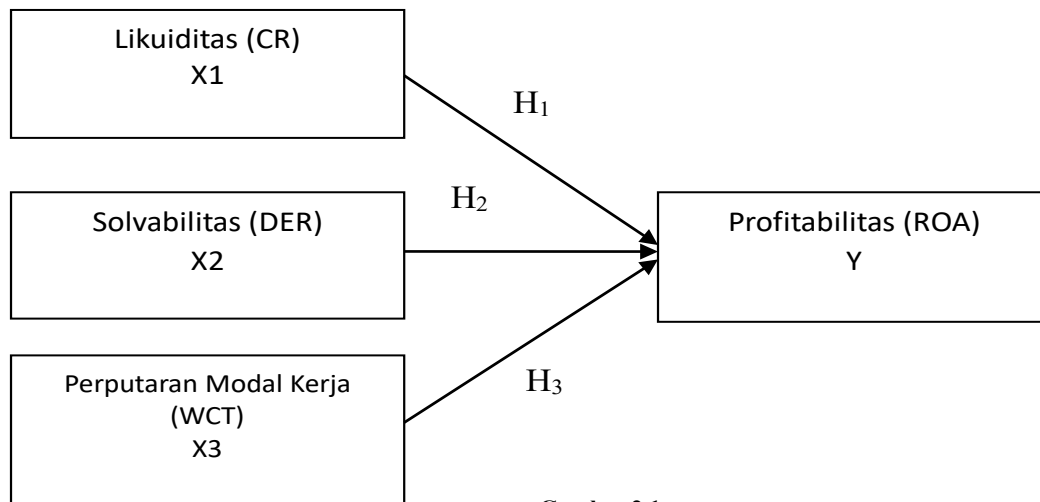 Likuiditas (CR)
X1
H₁
Solvabilitas (DER)
X2
H₂
Profitabilitas (ROA)
Y
Perputaran Modal Kerja
(WCT)
X3
H₃